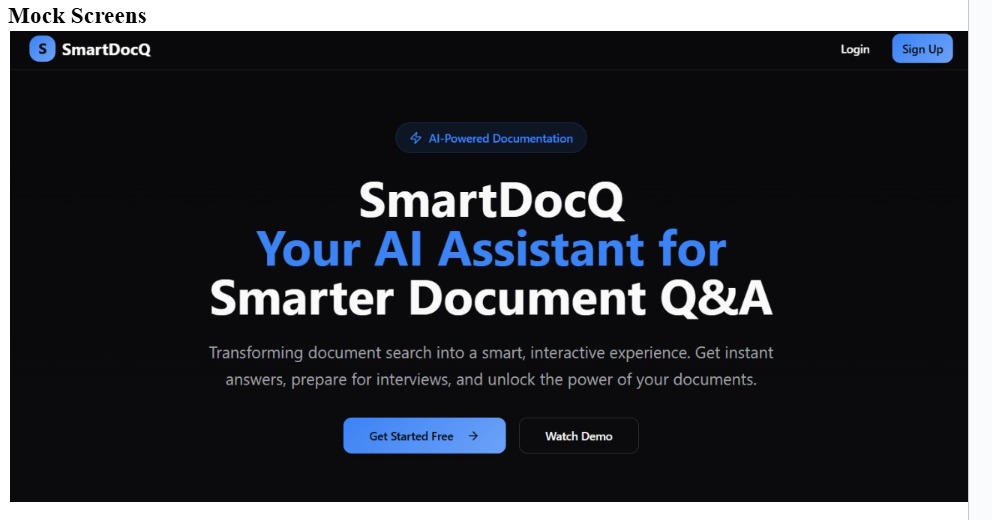 Mock Screens
S SmartDocQ
Login
Sign Up
AI-Powered Documentation
SmartDocQ
Your AI Assistant for
Smarter Document Q&A
Transforming document search into a smart, interactive experience. Get instant
answers, prepare for interviews, and unlock the power of your documents.
Get Started Free →
Watch Demo